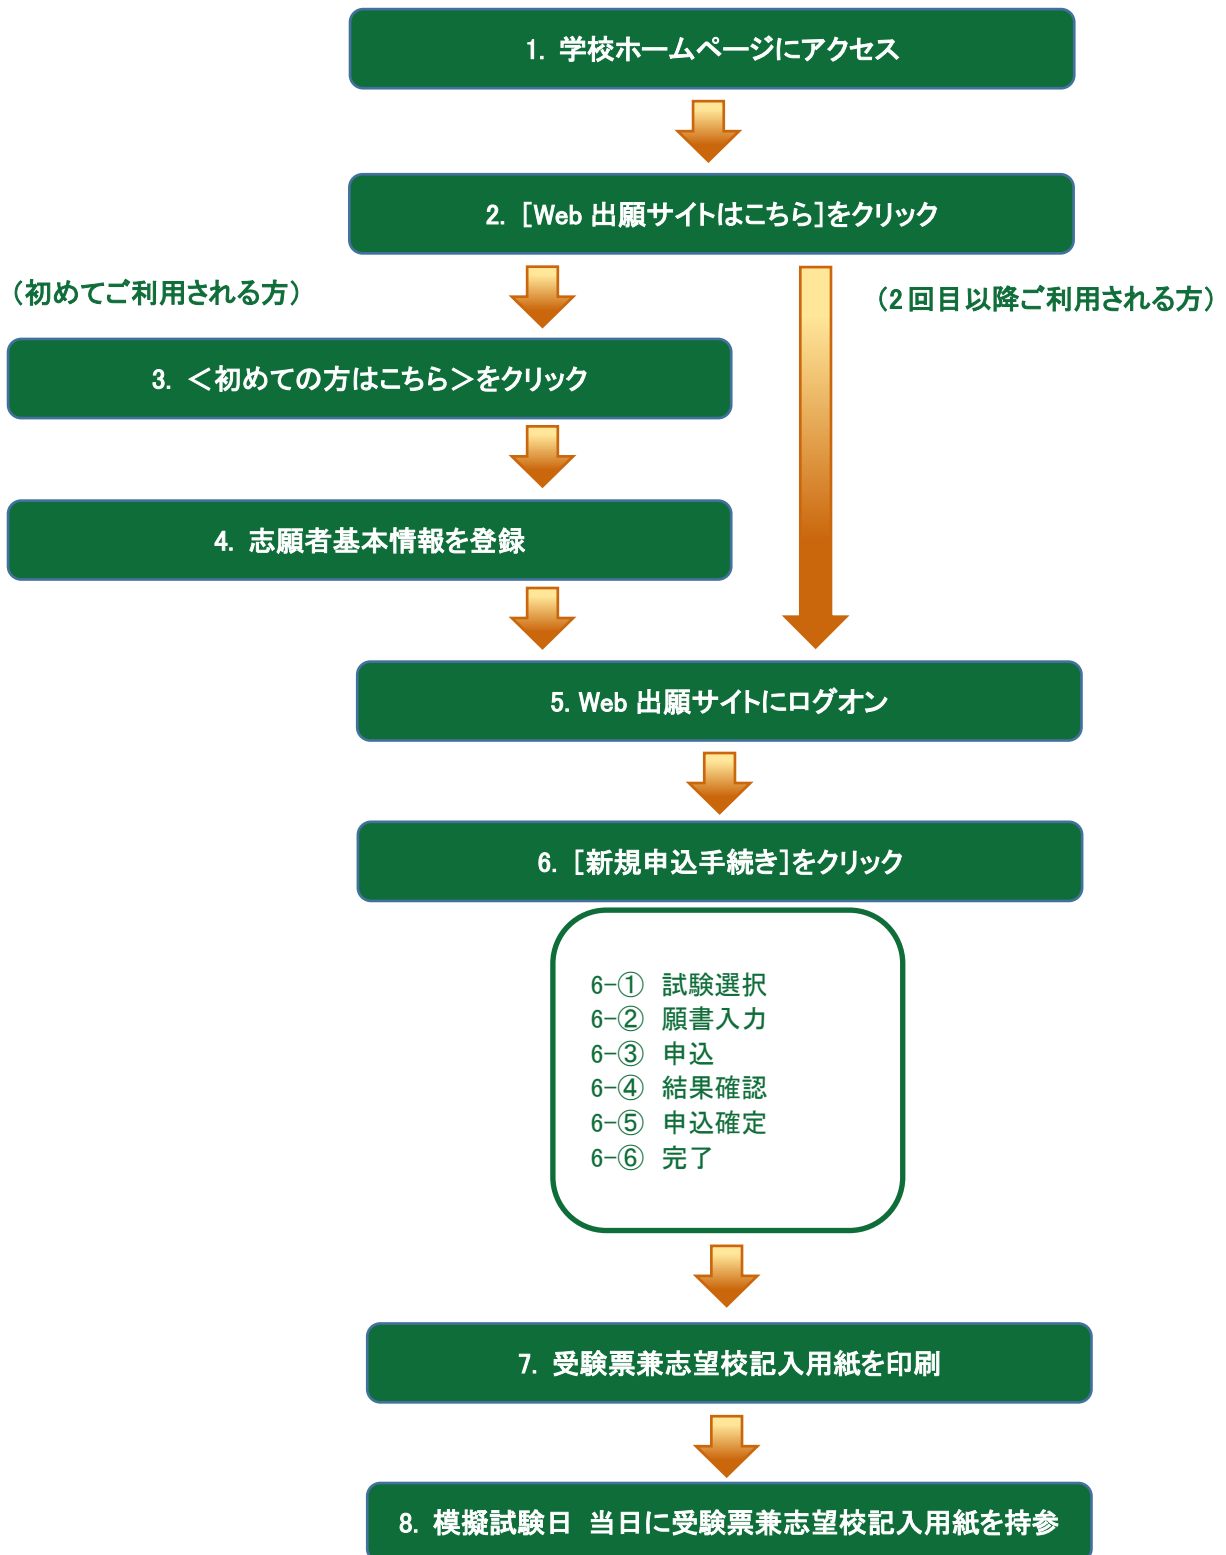 1. 学校ホームページにアクセス
2. [Web 出願サイトはこちら]をクリック
（初めてご利用される方）
（2 回目以降ご利用される方）
3. ＜初めての方はこちら＞をクリック
4. 志願者基本情報を登録
5. Web 出願サイトにログオン
6. [新規申込手続き]をクリック
6-① 試験選択
6-② 願書入力
6-③ 申込
6-④ 結果確認
6-⑤ 申込確定
6-⑥ 完了
7. 受験票兼志望校記入用紙を印刷
8. 模擬試験日 当日に受験票兼志望校記入用紙を持参